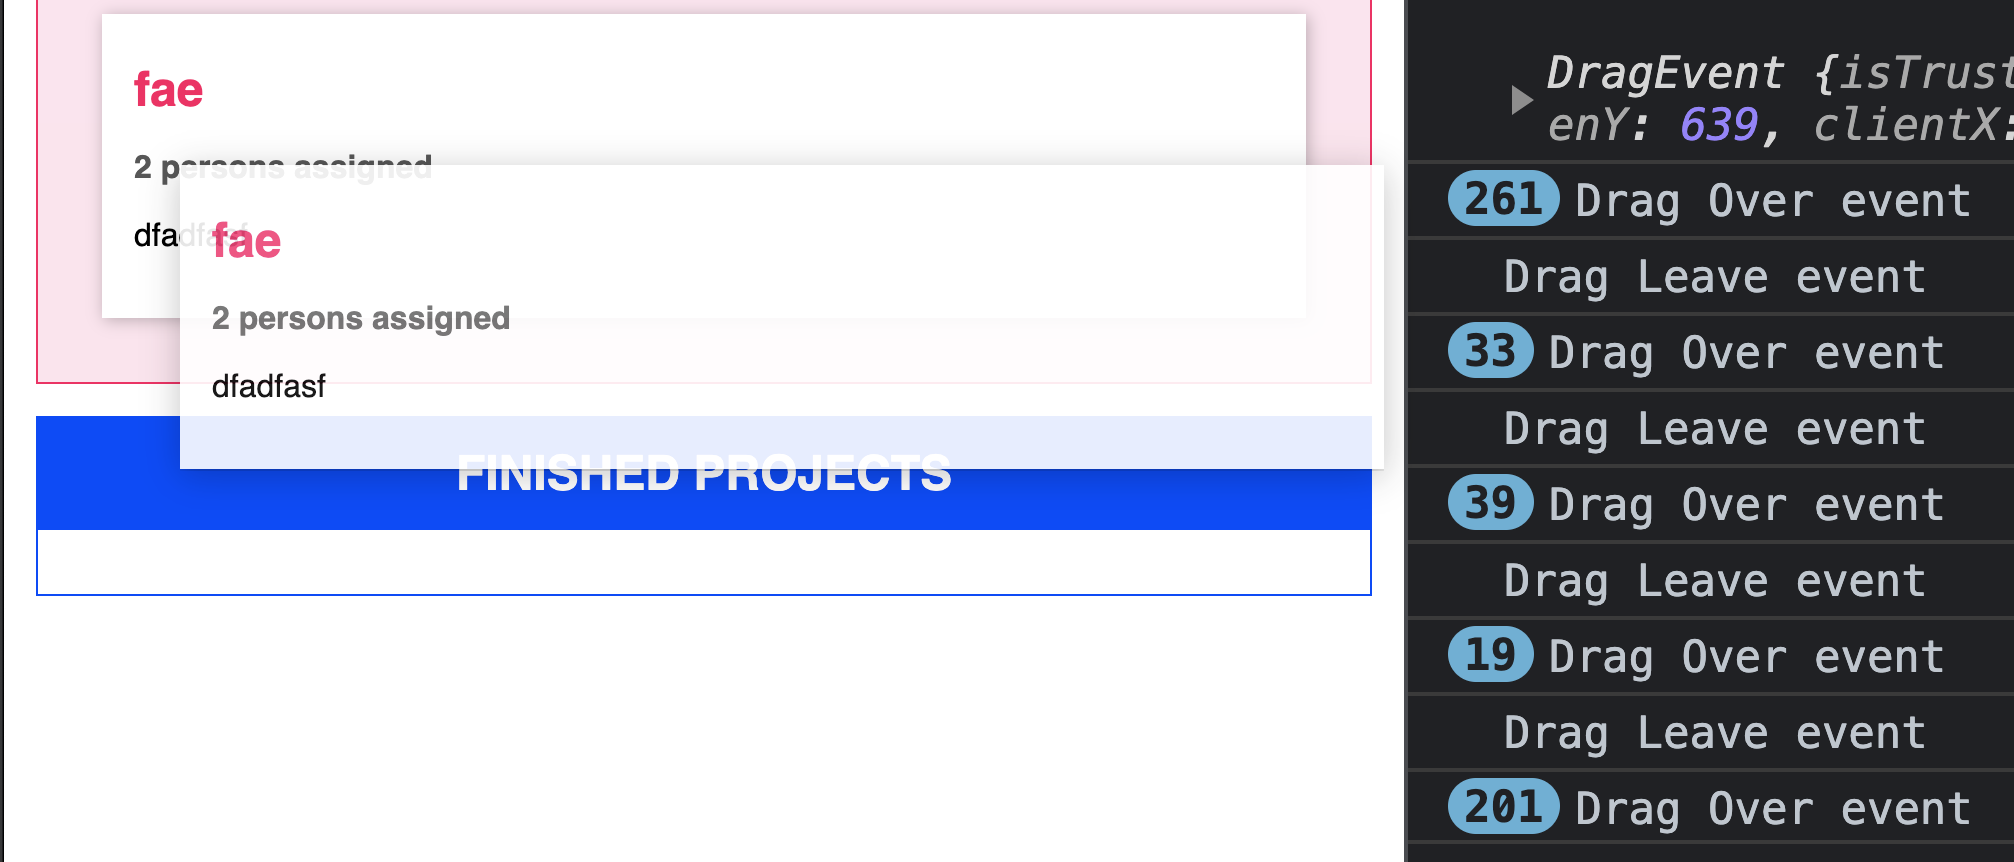 fae
2 persons assigned
dfadfasf
fae
2 persons assigned
dfadfasf
FINISHED PROJECTS
DragEvent {isTrust
enY: 639, clientX:
261 Drag Over event
Drag Leave event
33 Drag Over event
Drag Leave event
39 Drag Over event
Drag Leave event
19 Drag Over event
Drag Leave event
201 Drag Over event